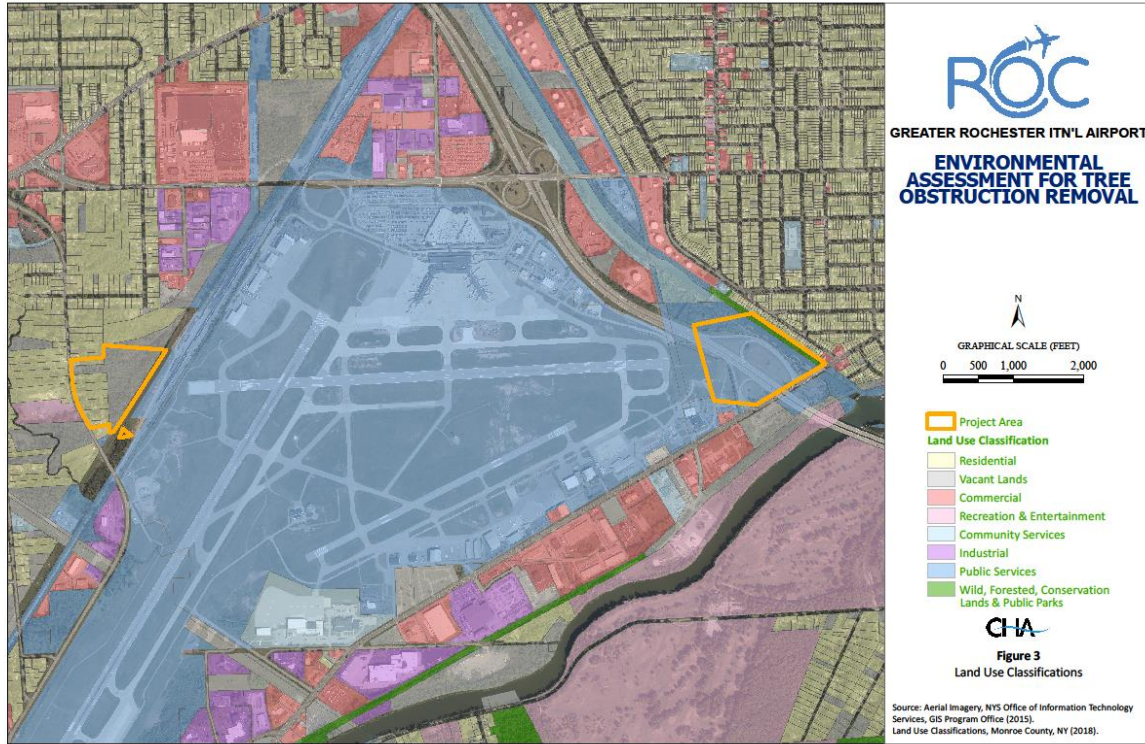 ROC
GREATER ROCHESTER ITN'L AIRPORT
ENVIRONMENTAL
ASSESSMENT FOR TREE
OBSTRUCTION REMOVAL
N
GRAPHICAL SCALE (FEET)
0 500 1,000 2,000
Project Area
Land Use Classification
Residential
Vacant Lands
Commercial
Recreation & Entertainment
Community Services
Industrial
Public Services
Wild, Forested, Conservation
Lands & Public Parks
CHA
Figure 3
Land Use Classifications
Source: Aerial Imagery, NYS Office of Information Technology
Services, GIS Program Office (2015).
Land Use Classifications, Monroe County, NY (2018).